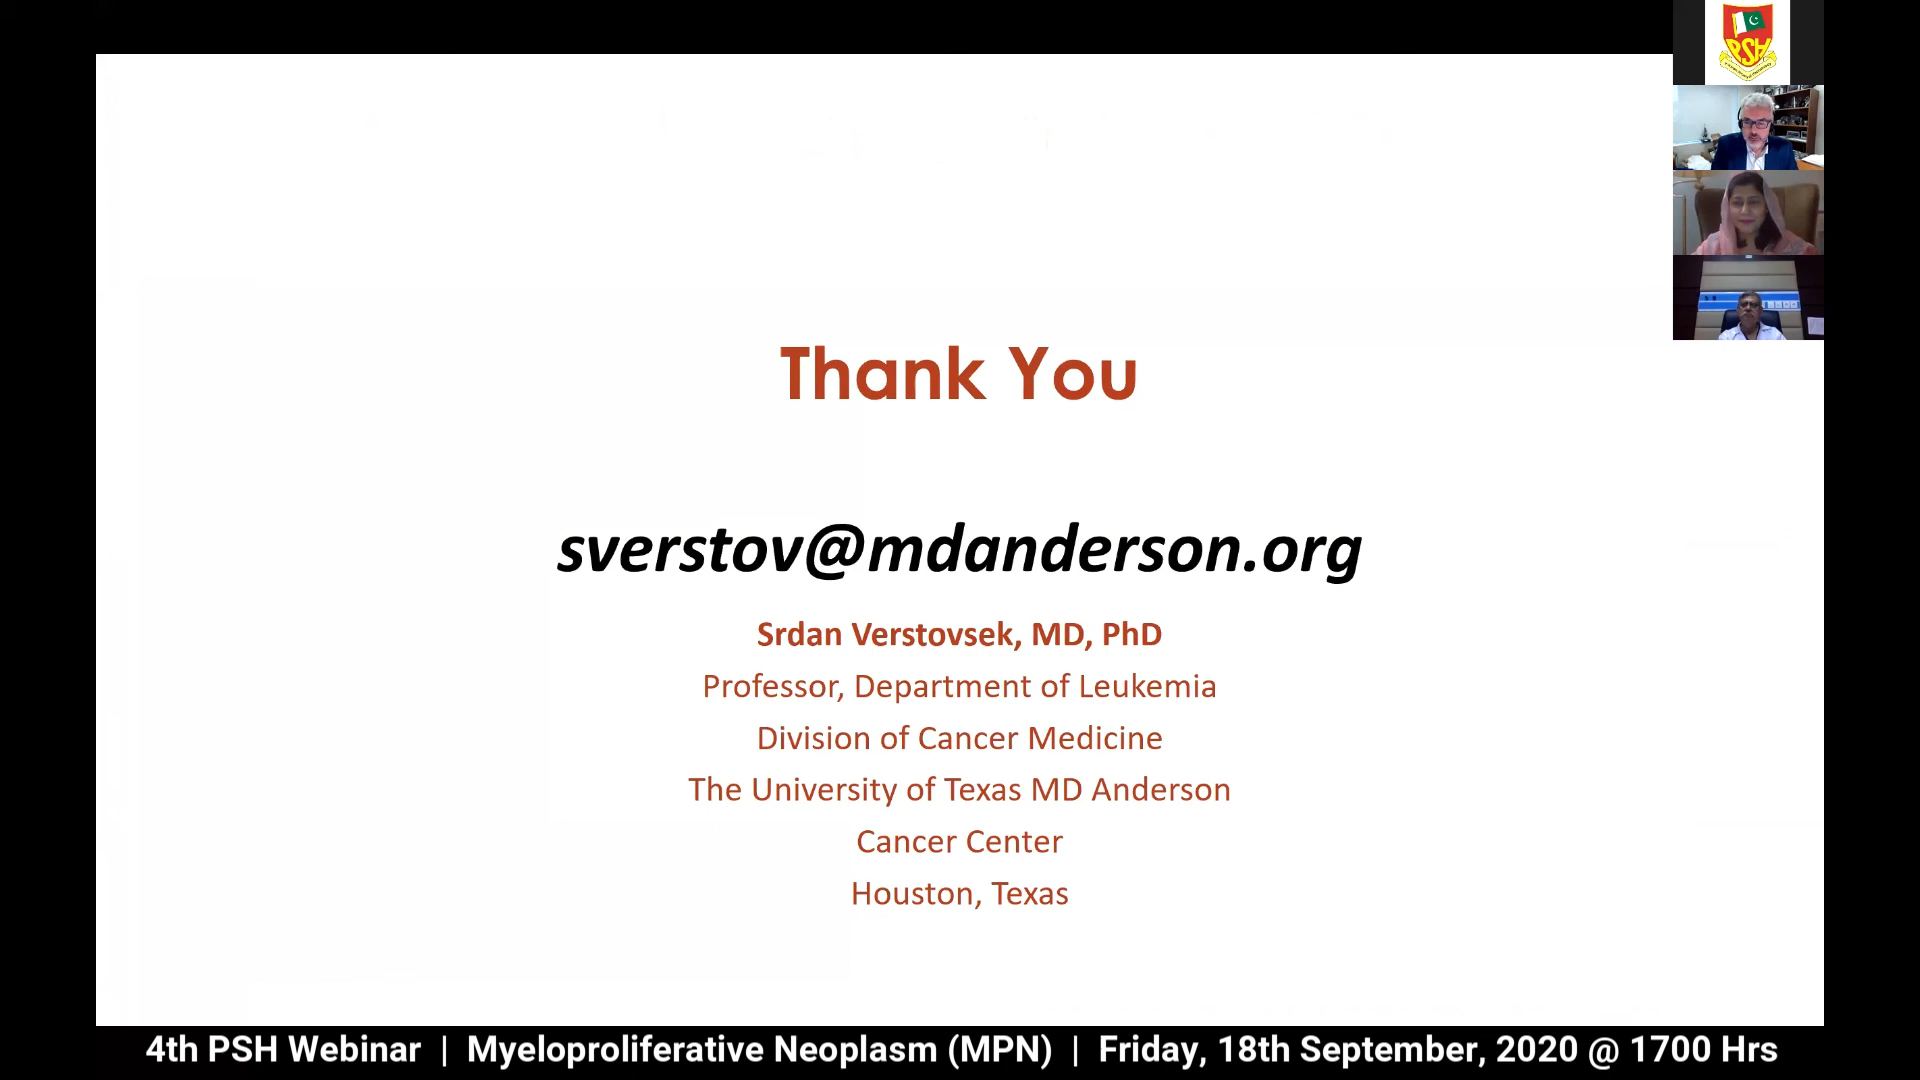 PSH
Thank You
sverstov@mdanderson.org
Srdan Verstovsek, MD, PhD
Professor, Department of Leukemia
Division of Cancer Medicine
The University of Texas MD Anderson
Cancer Center
Houston, Texas
4th PSH Webinar | Myeloproliferative Neoplasm (MPN) | Friday, 18th September, 2020 @ 1700 Hrs